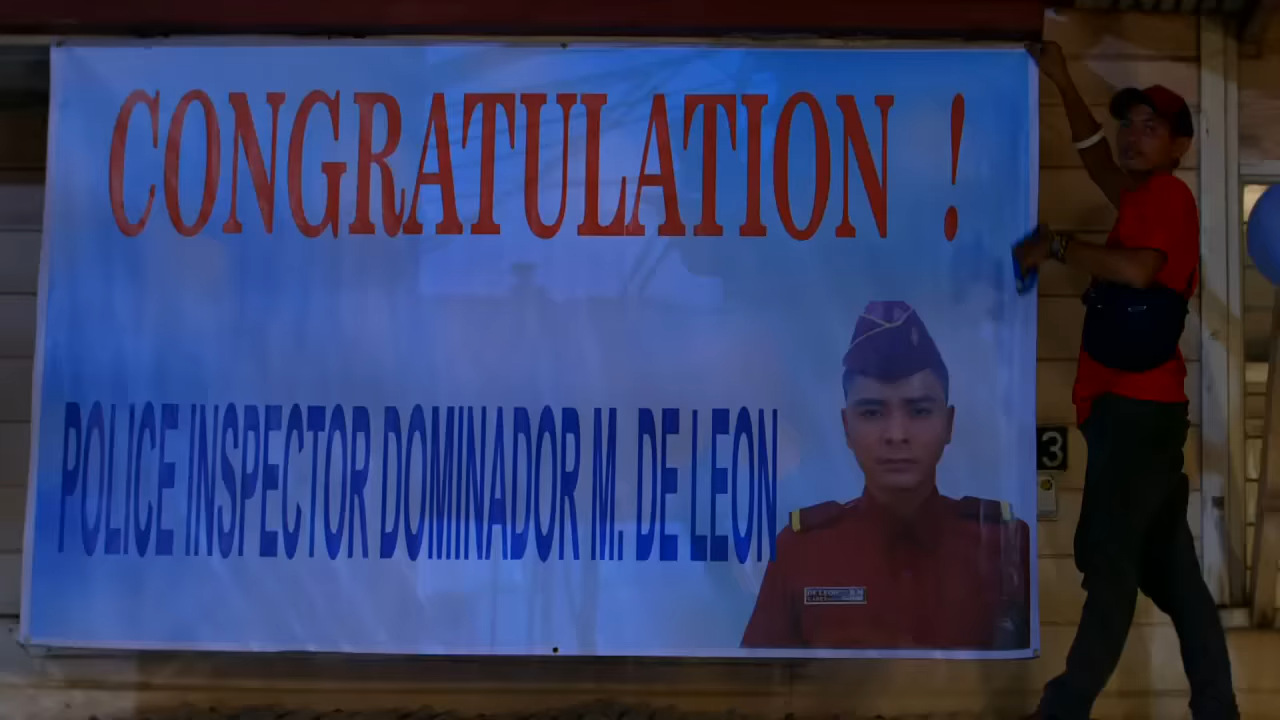 CONGRATULATION !
POLICE INSPECTOR DOMINADOR M. DE LEON
3